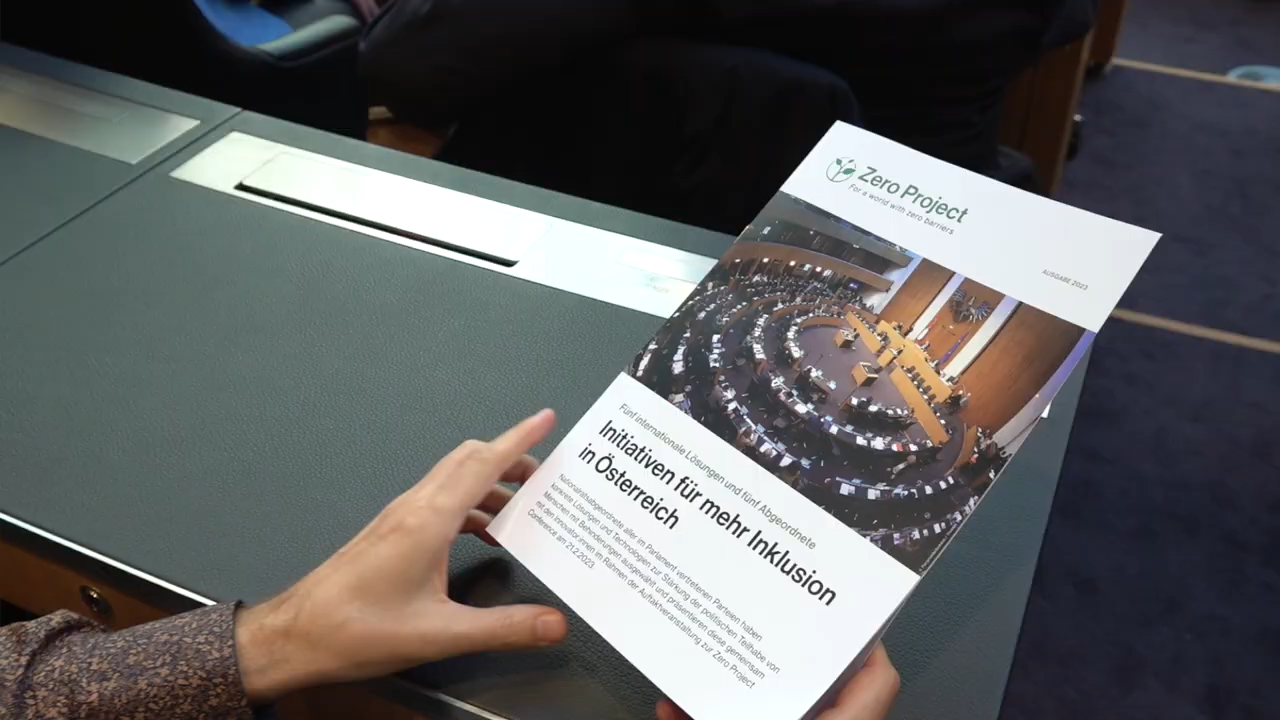 Zero Project
For a world with zero barriers
AUSGABE 2023
Fünf internationale Lösungen und fünf Abgeordnete
Initiativen für mehr Inklusion
in Österreich
Nationalratsabgeordnete aller im Parlament vertretenen Parteien haben
konkrete Lösungen und Technologien zur Stärkung der politischen Teilhabe von
Menschen mit Behinderungen ausgewählt und präsentieren diese gemeinsam
mit den Innovator:innen im Rahmen der Auftaktveranstaltung zur Zero Project
Conference am 21.2.2023.